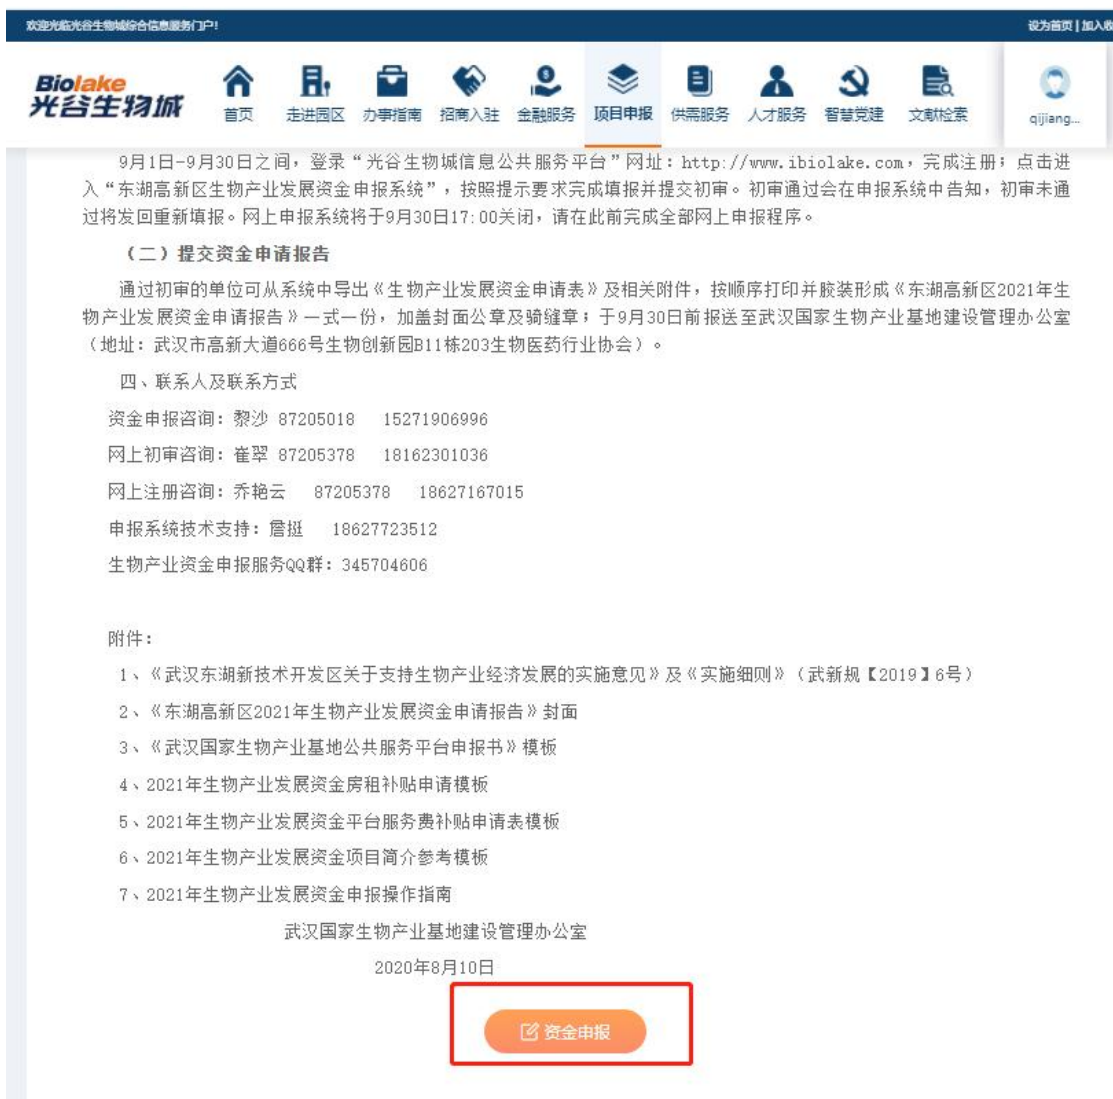 欢迎光临光谷生物城综合信息服务门户!
设为首页 | 加入收
Biolake
光谷生物城
首页
走进园区
办事指南
招商入驻
金融服务
项目申报
供需服务
人才服务
智慧党建
文献检索
qijiang...
9月1日-9月30日之间，登录“光谷生物城信息公共服务平台”网址：http://www.ibiolake.com，完成注册；点击进
入“东湖高新区生物产业发展资金申报系统”，按照提示要求完成填报并提交初审。初审通过会在申报系统中告知，初审未通
过将发回重新填报。网上申报系统将于9月30日17:00关闭，请在此前完成全部网上申报程序。
（二）提交资金申请报告
通过初审的单位可从系统中导出《生物产业发展资金申请表》及相关附件，按顺序打印并胶装形成《东湖高新区2021年生
物产业发展资金申请报告》一式一份，加盖封面公章及骑缝章；于9月30日前报送至武汉国家生物产业基地建设管理办公室
（地址：武汉市高新大道666号生物创新园B11栋203生物医药行业协会）。
四、联系人及联系方式
资金申报咨询：黎沙 87205018 15271906996
网上初审咨询：崔翠 87205378 18162301036
网上注册咨询：乔艳云 87205378 18627167015
申报系统技术支持：詹挺 18627723512
生物产业资金申报服务QQ群：345704606
附件：
1、《武汉东湖新技术开发区关于支持生物产业经济发展的实施意见》及《实施细则》（武新规【2019】6号）
2、《东湖高新区2021年生物产业发展资金申请报告》封面
3、《武汉国家生物产业基地公共服务平台申报书》模板
4、2021年生物产业发展资金房租补贴申请模板
5、2021年生物产业发展资金平台服务费补贴申请表模板
6、2021年生物产业发展资金项目简介参考模板
7、2021年生物产业发展资金申报操作指南
武汉国家生物产业基地建设管理办公室
2020年8月10日
资金申报